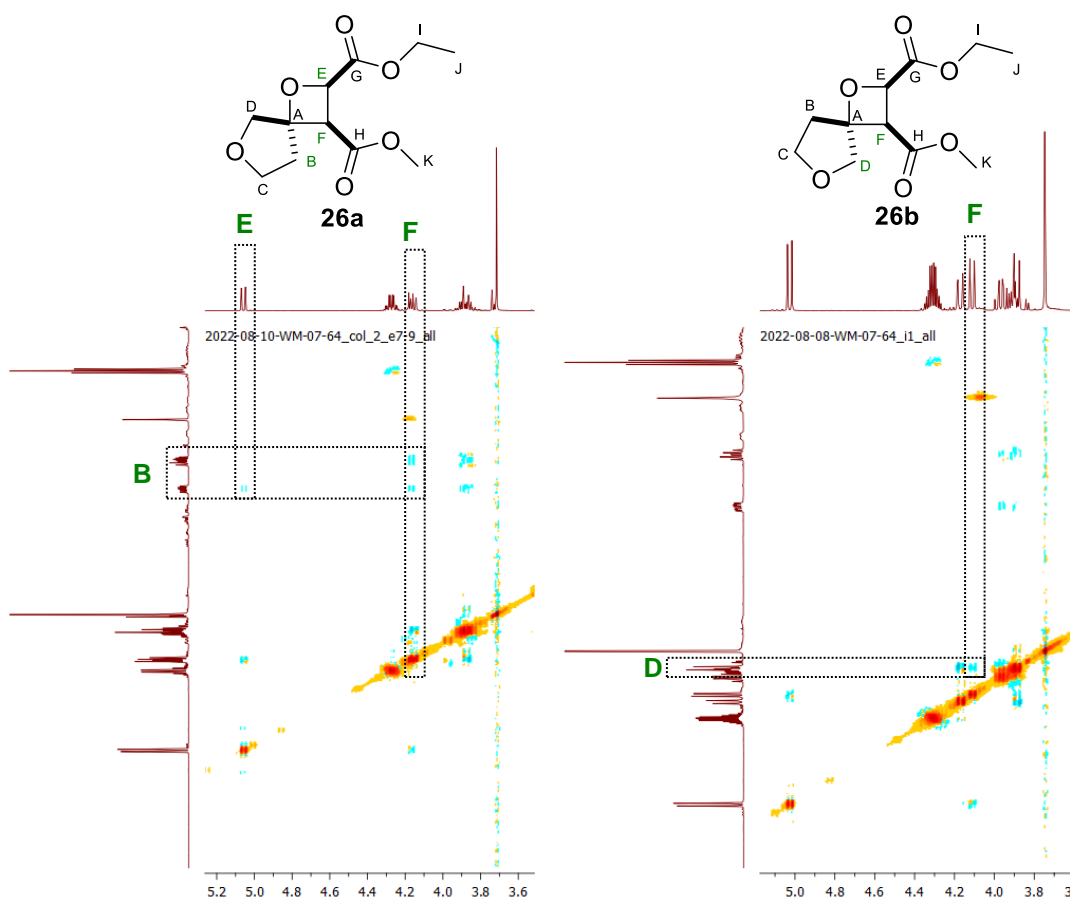 O
I
E
G
O
J
O
D
A
F
H
O
K
O
B
C
O
26a
E
F
2022-08-10-WM-07-64_col_2_e7-9_all
B
5.2 5.0 4.8 4.6 4.4 4.2 4.0 3.8 3.6
O
I
E
G
O
J
B
O
A
F
H
O
K
C
D
O
O
26b
F
2022-08-08-WM-07-64_i1_all
D
5.0 4.8 4.6 4.4 4.2 4.0 3.8